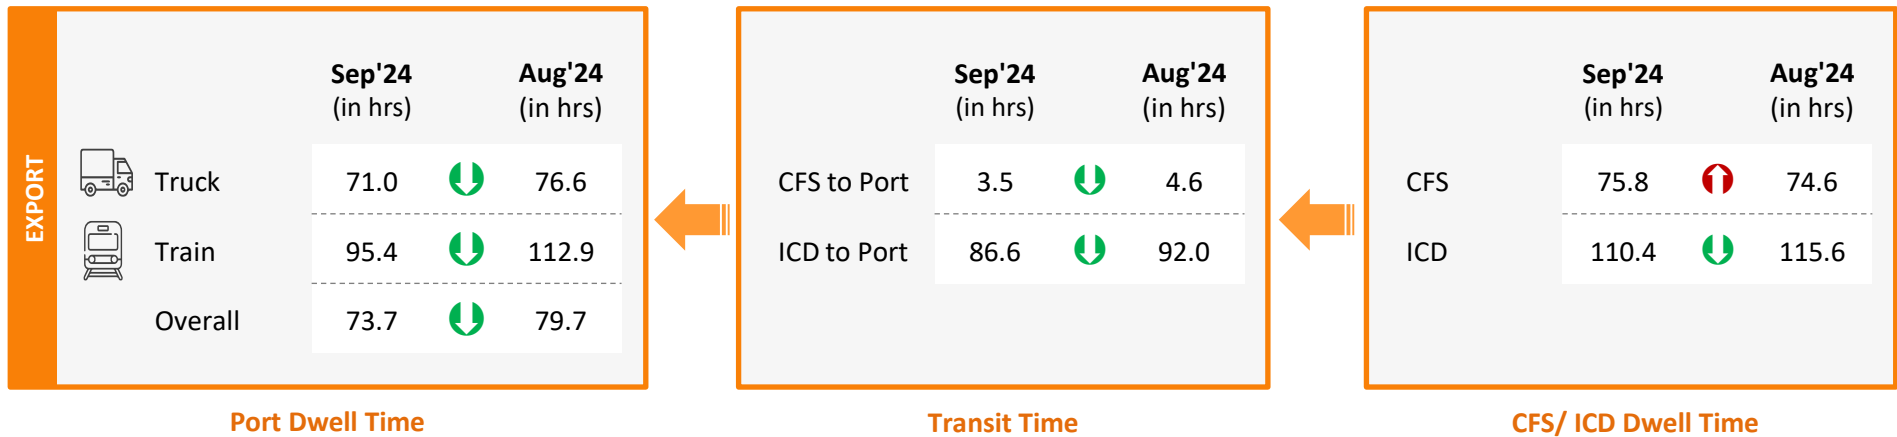 EXPORT
Sep'24 Aug'24
(in hrs) (in hrs)
Truck 71.0 76.6
Train 95.4 112.9
Overall 73.7 79.7
Port Dwell Time
Sep'24 Aug'24
(in hrs) (in hrs)
CFS to Port 3.5 4.6
ICD to Port 86.6 92.0
Transit Time
Sep'24 Aug'24
(in hrs) (in hrs)
CFS 75.8 74.6
ICD 110.4 115.6
CFS/ ICD Dwell Time